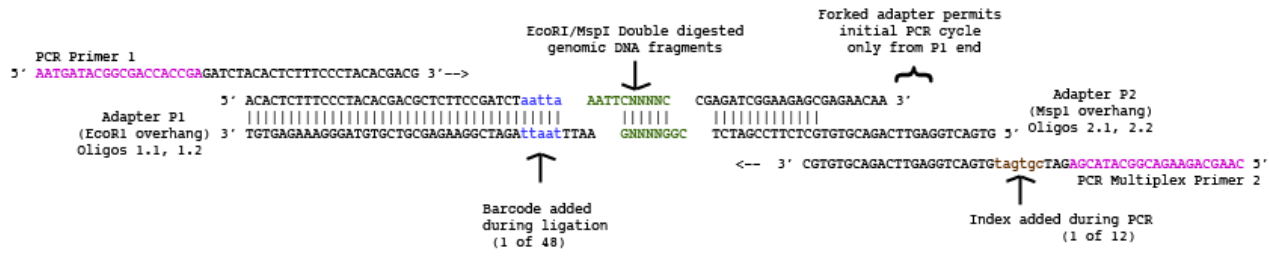 Forked adapter permits
initial PCR cycle
only from P1 end
EcoRI/MspI Double digested
genomic DNA fragments
PCR Primer 1
5′ AATGATACGGCGACCACCGAGATCTACACTCTTTCCCTACACGACG 3′-->
5′ ACACTCTTTCCCTACACGACGCTCTTCCGATCTaatta AATTCNNNNC CGAGATCGGAAGAGCGAGAACAA 3′
Adapter P1
(EcoR1 overhang)
Oligos 1.1, 1.2
3′ TGTGAGAAAGGGATGTGCTGCGAGAAGGCTAGAttaatTTAA GNNNNGGC TCTAGCCTTCTCGTGTGCAGACTTGAGGTCAGTG 5′
Adapter P2
(Msp1 overhang)
Oligos 2.1, 2.2
<-- 3′ CGTGTGCAGACTTGAGGTCAGTGtagtgcTAGAGCATACGGCAGAAGACGAAC 5′
PCR Multiplex Primer 2
Barcode added
during ligation
(1 of 48)
Index added during PCR
(1 of 12)